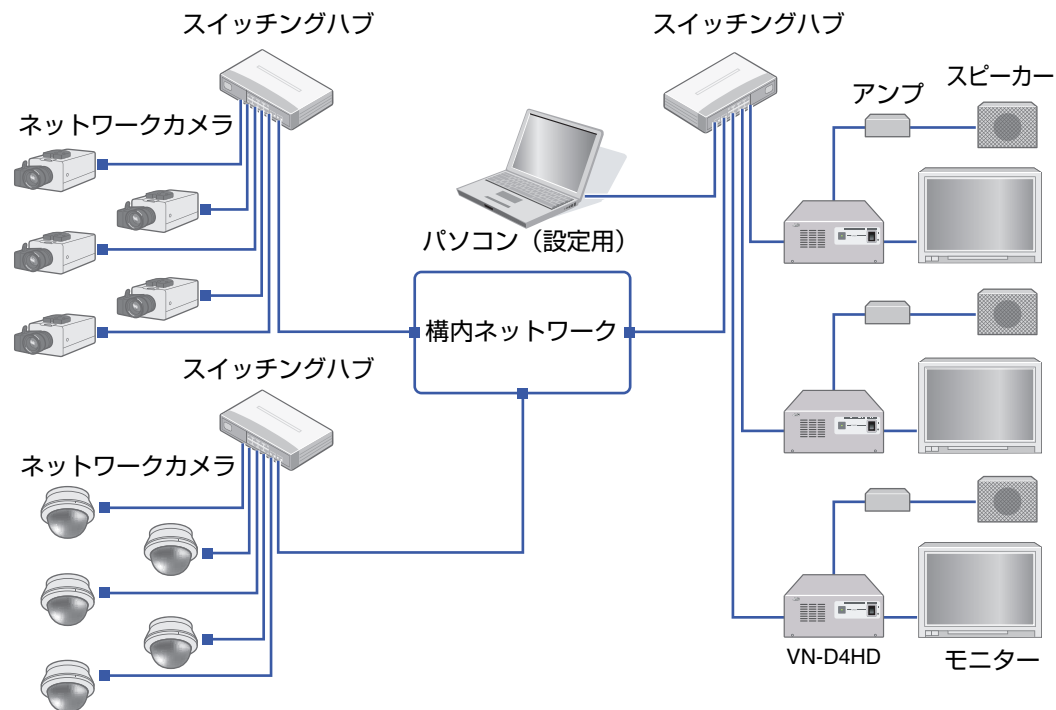 スイッチングハブ
スイッチングハブ
スピーカー
アンプ
ネットワークカメラ
パソコン（設定用）
構内ネットワーク
スイッチングハブ
ネットワークカメラ
VN-D4HD
モニター